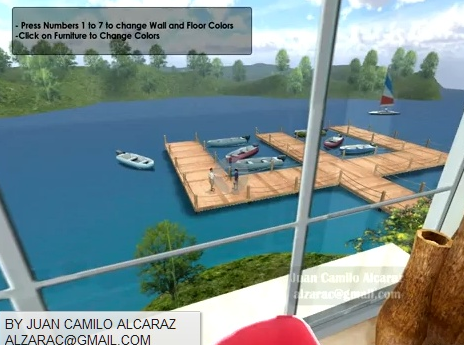 - Press Numbers 1 to 7 to change Wall and Floor Colors
-Click on Furniture to Change Colors
Juan Camilo Alcaraz
alzarac@gmail.com
BY JUAN CAMILO ALCARAZ
ALZARAC@GMAIL.COM